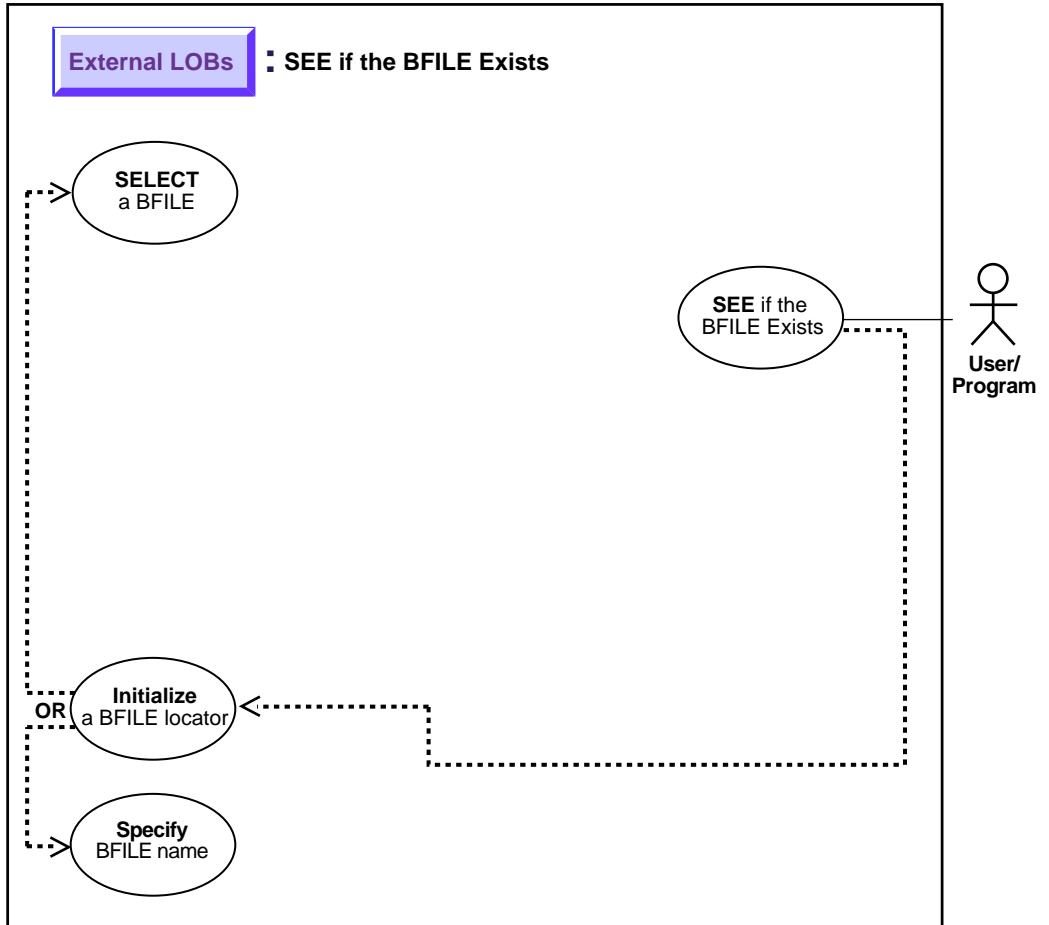 External LOBs : SEE if the BFILE Exists
SELECT
a BFILE
SEE if the
BFILE Exists
User/
Program
Initialize
OR a BFILE locator
Specify
BFILE name